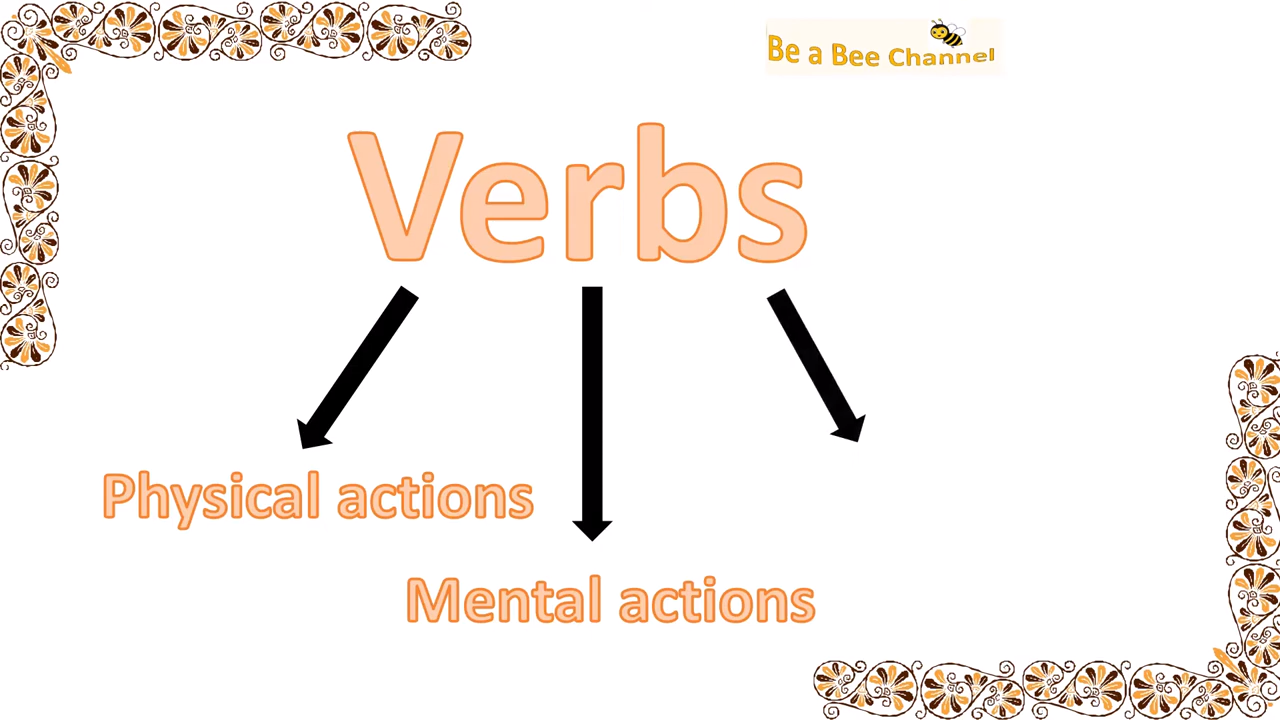 Be a Bee Channel
Verbs
Physical actions
Mental actions